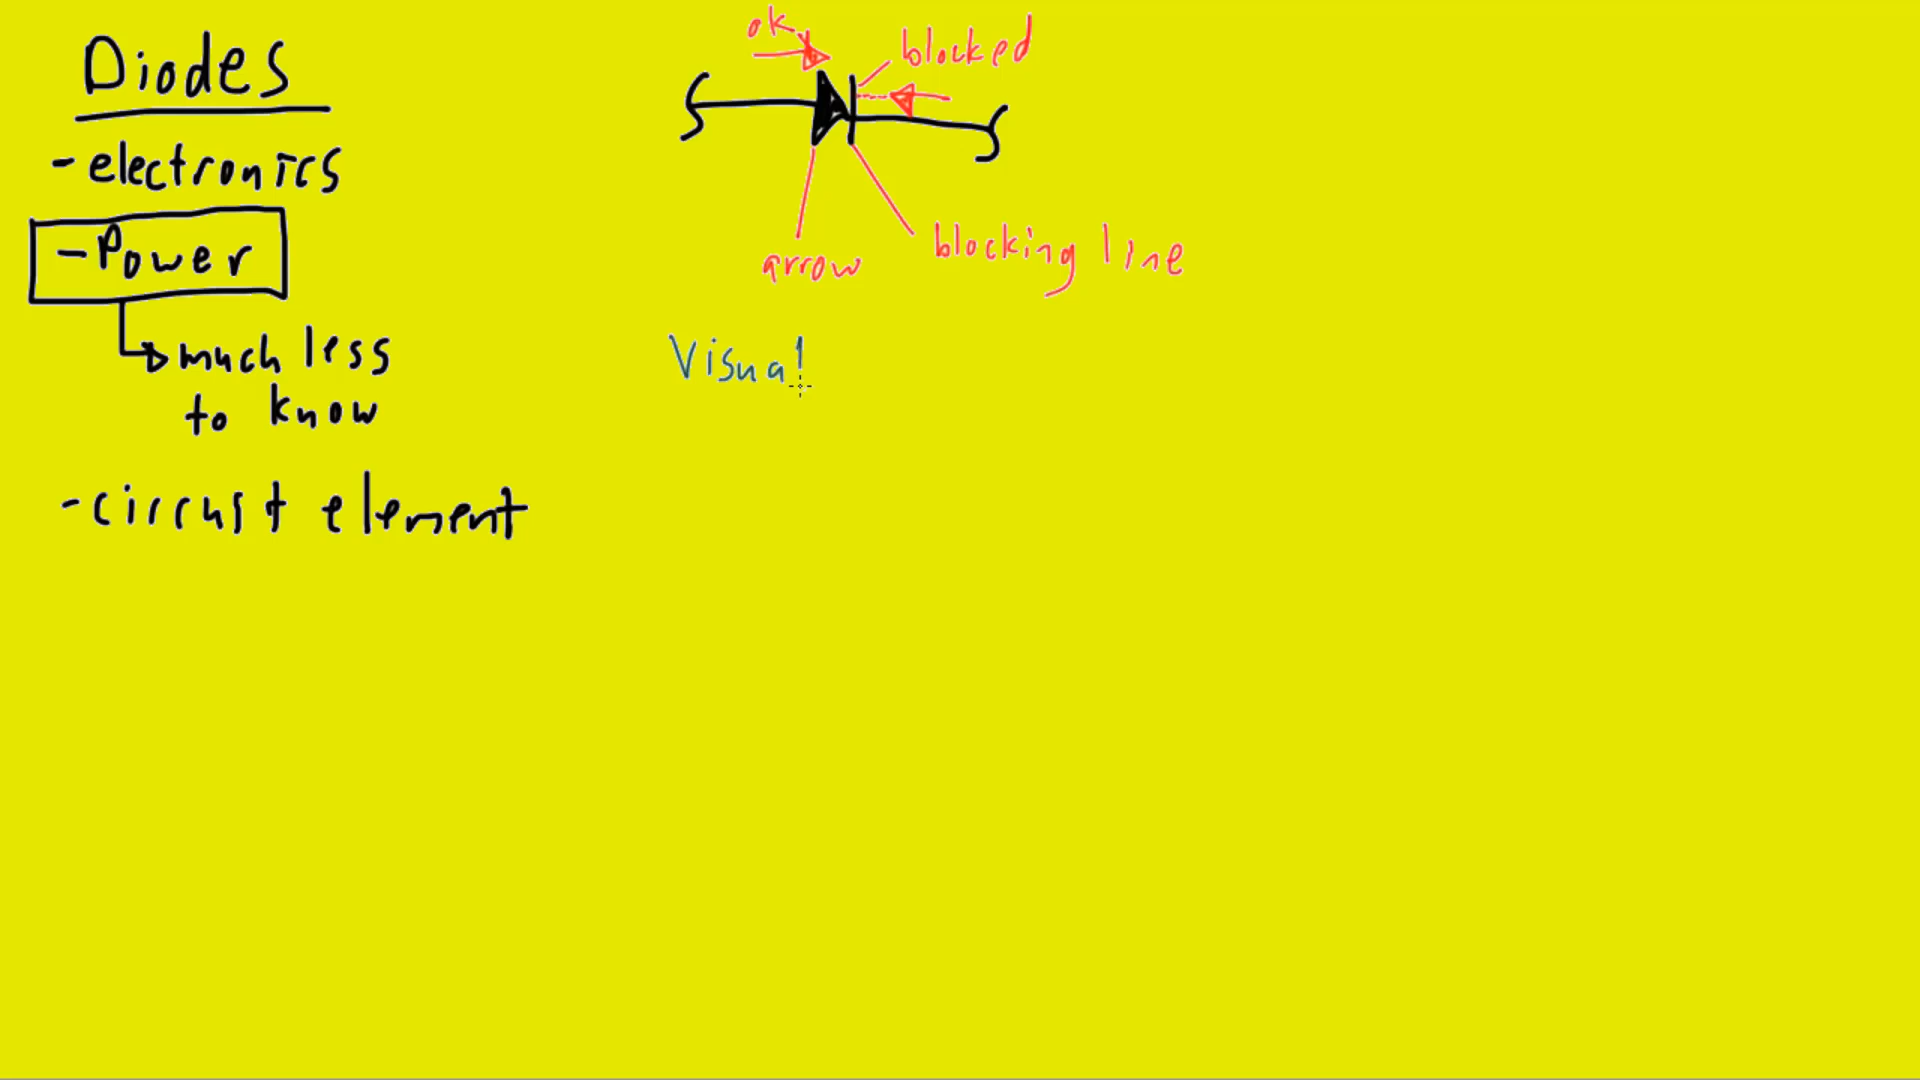 Diodes
- electronics
- Power
much less
to know
- circuit element
ok
blocked
arrow
blocking line
Visual